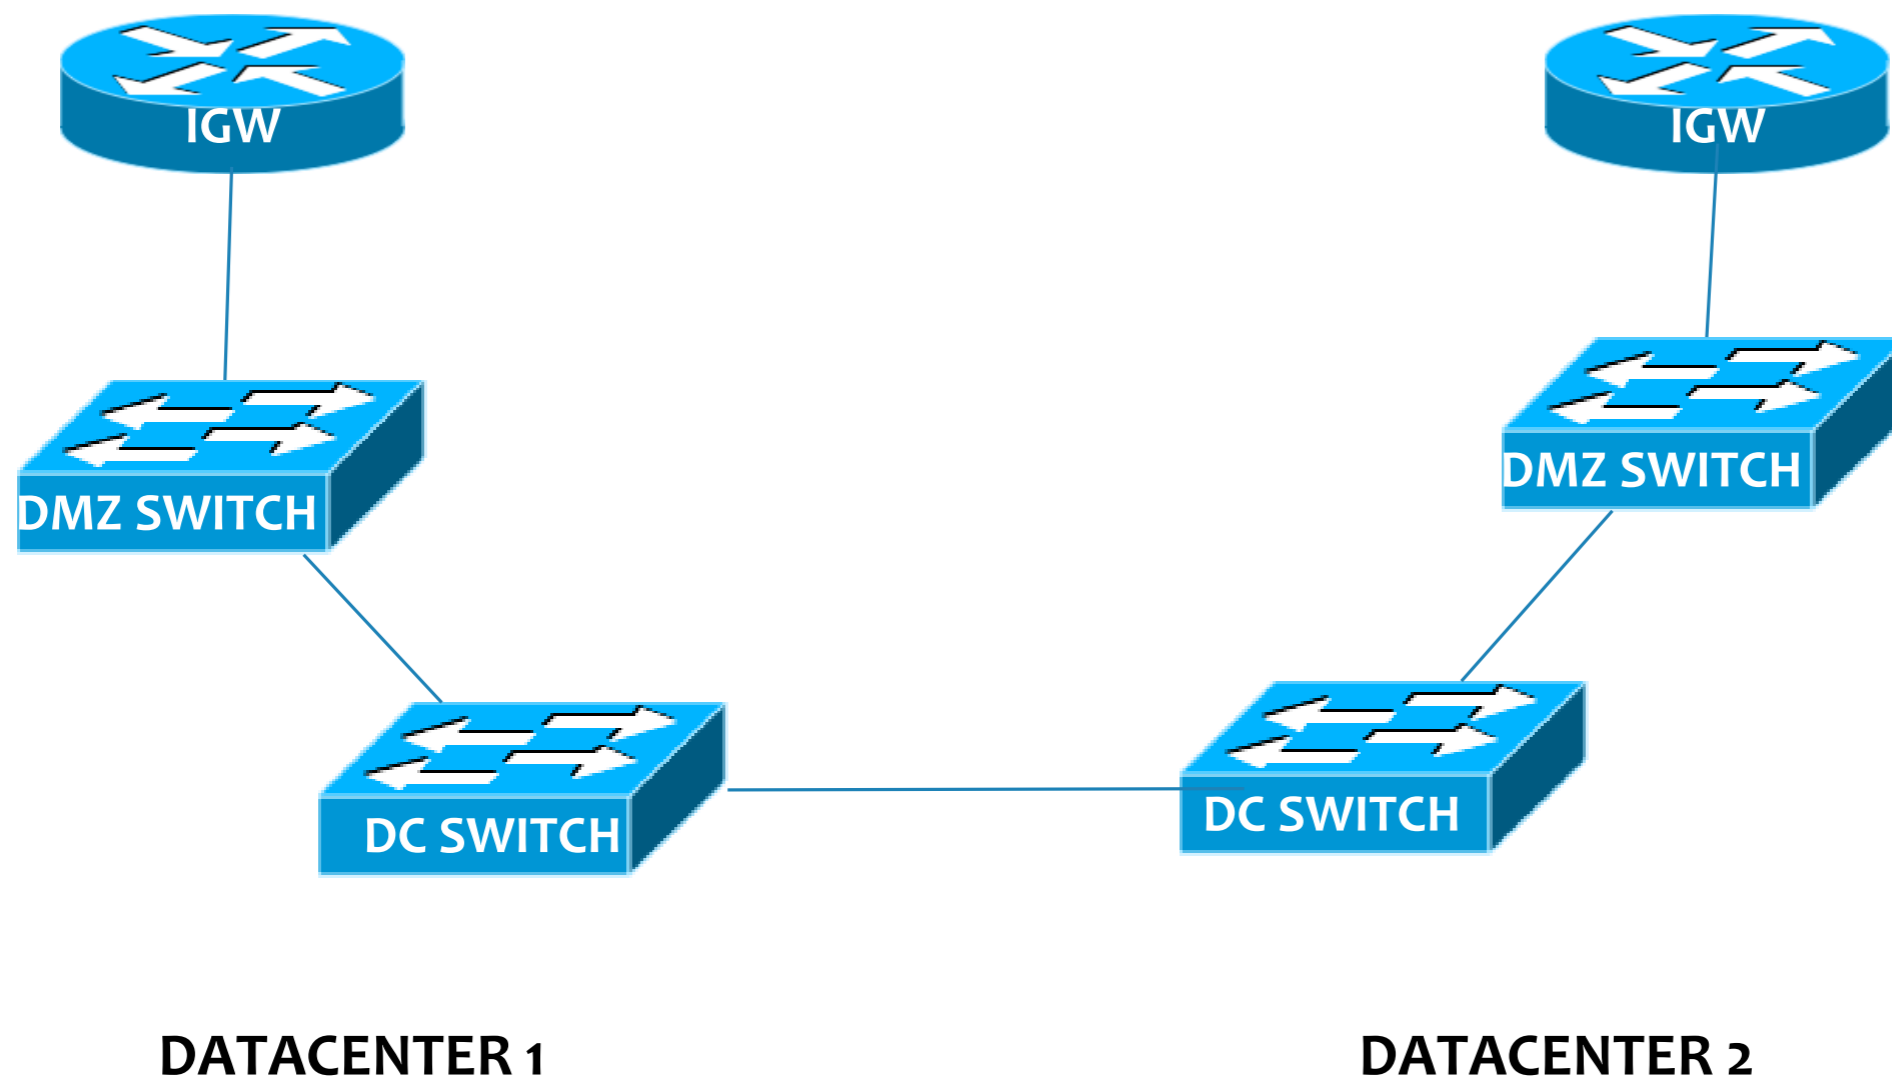 IGW
IGW
DMZ SWITCH
DMZ SWITCH
DC SWITCH
DC SWITCH
DATACENTER 1
DATACENTER 2